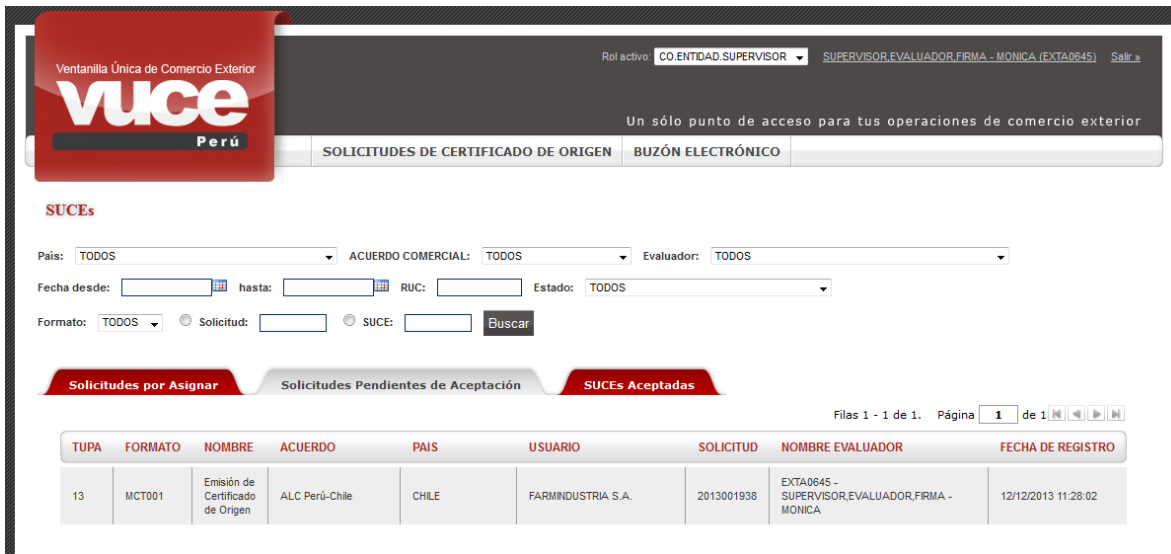 Rol activo: CO.ENTIDAD.SUPERVISOR SUPERVISOR,EVALUADOR,FIRMA - MONICA (EXTA0645) Salir »
Ventanilla Única de Comercio Exterior
vuce
Perú
Un sólo punto de acceso para tus operaciones de comercio exterior
SOLICITUDES DE CERTIFICADO DE ORIGEN BUZÓN ELECTRÓNICO
SUCEs
País: TODOS ACUERDO COMERCIAL: TODOS Evaluador: TODOS
Fecha desde: hasta: RUC: Estado: TODOS
Formato: TODOS Solicitud: SUCE: Buscar
Solicitudes por Asignar Solicitudes Pendientes de Aceptación SUCEs Aceptadas
Filas 1 - 1 de 1. Página 1 de 1
TUPA FORMATO NOMBRE ACUERDO PAIS USUARIO SOLICITUD NOMBRE EVALUADOR FECHA DE REGISTRO
13 MCT001 Emisión de Certificado de Origen ALC Perú-Chile CHILE FARMINDUSTRIA S.A. 2013001938 EXTA0645 - SUPERVISOR,EVALUADOR,FIRMA - MONICA 12/12/2013 11:28:02